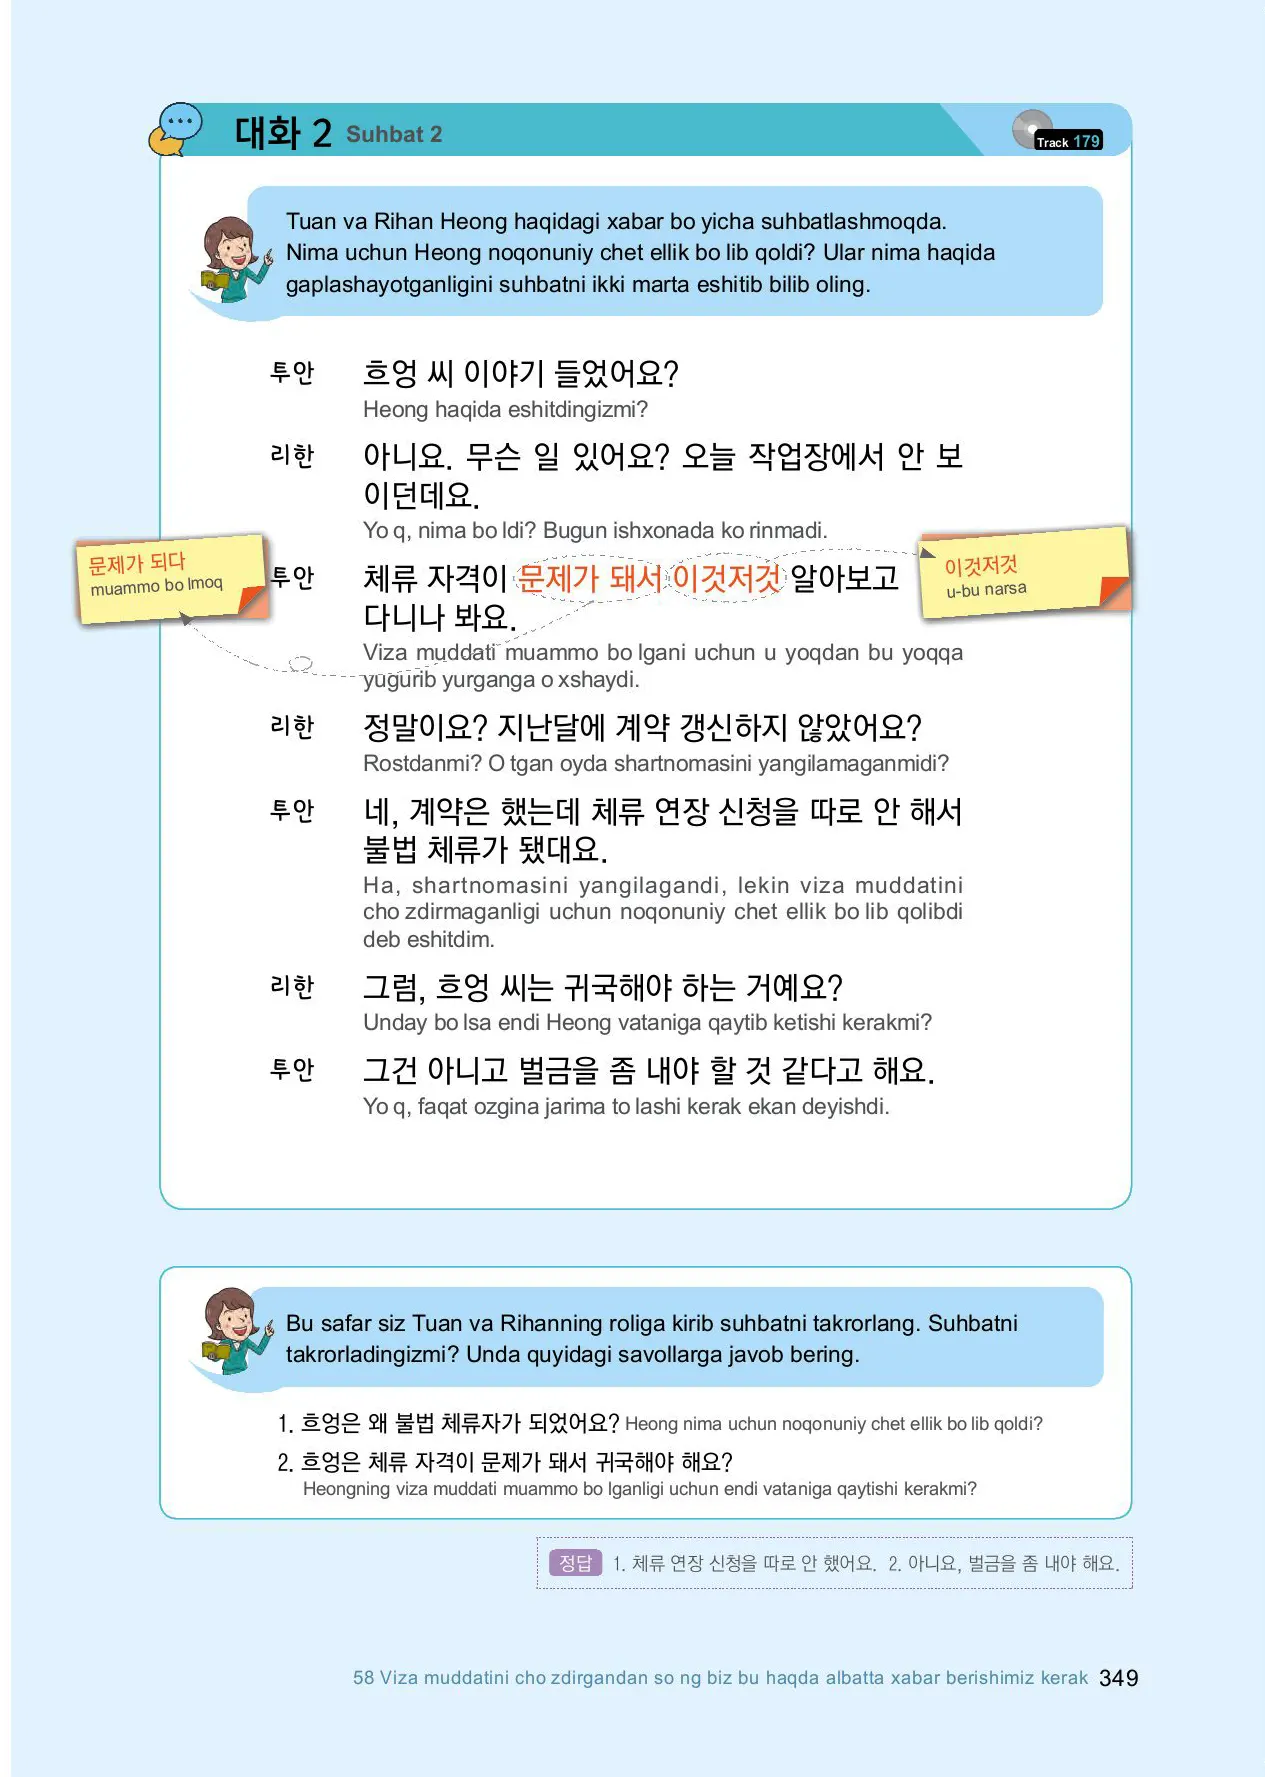 대화 2 Suhbat 2
Track 179
Tuan va Rihan Heong haqidagi xabar bo yicha suhbatlashmoqda.
Nima uchun Heong noqonuniy chet ellik bo lib qoldi? Ular nima haqida
gaplashayotganligini suhbatni ikki marta eshitib bilib oling.
투안 흐엉 씨 이야기 들었어요?
Heong haqida eshitdingizmi?
리한 아니요. 무슨 일 있어요? 오늘 작업장에서 안 보
이던데요.
Yo q, nima bo ldi? Bugun ishxonada ko rinmadi.
문제가 되다
muammo bo lmoq
투안 체류 자격이 문제가 돼서 이것저것 알아보고
다니나 봐요.
이것저것
u-bu narsa
Viza muddati muammo bo lgani uchun u yoqdan bu yoqqa
yugurib yurganga o xshaydi.
리한 정말이요? 지난달에 계약 갱신하지 않았어요?
Rostdanmi? O tgan oyda shartnomasini yangilamaganmidi?
투안 네, 계약은 했는데 체류 연장 신청을 따로 안 해서
불법 체류가 됐대요.
Ha, shartnomasini yangilagandi, lekin viza muddatini
cho zdirmaganligi uchun noqonuniy chet ellik bo lib qolibdi
deb eshitdim.
리한 그럼, 흐엉 씨는 귀국해야 하는 거예요?
Unday bo lsa endi Heong vataniga qaytib ketishi kerakmi?
투안 그건 아니고 벌금을 좀 내야 할 것 같다고 해요.
Yo q, faqat ozgina jarima to lashi kerak ekan deyishdi.
Bu safar siz Tuan va Rihanning roliga kirib suhbatni takrorlang. Suhbatni
takrorladingizmi? Unda quyidagi savollarga javob bering.
1. 흐엉은 왜 불법 체류자가 되었어요? Heong nima uchun noqonuniy chet ellik bo lib qoldi?
2. 흐엉은 체류 자격이 문제가 돼서 귀국해야 해요?
Heongning viza muddati muammo bo lganligi uchun endi vataniga qaytishi kerakmi?
정답 1. 체류 연장 신청을 따로 안 했어요. 2. 아니요, 벌금을 좀 내야 해요.
58 Viza muddatini cho zdirgandan so ng biz bu haqda albatta xabar berishimiz kerak 349